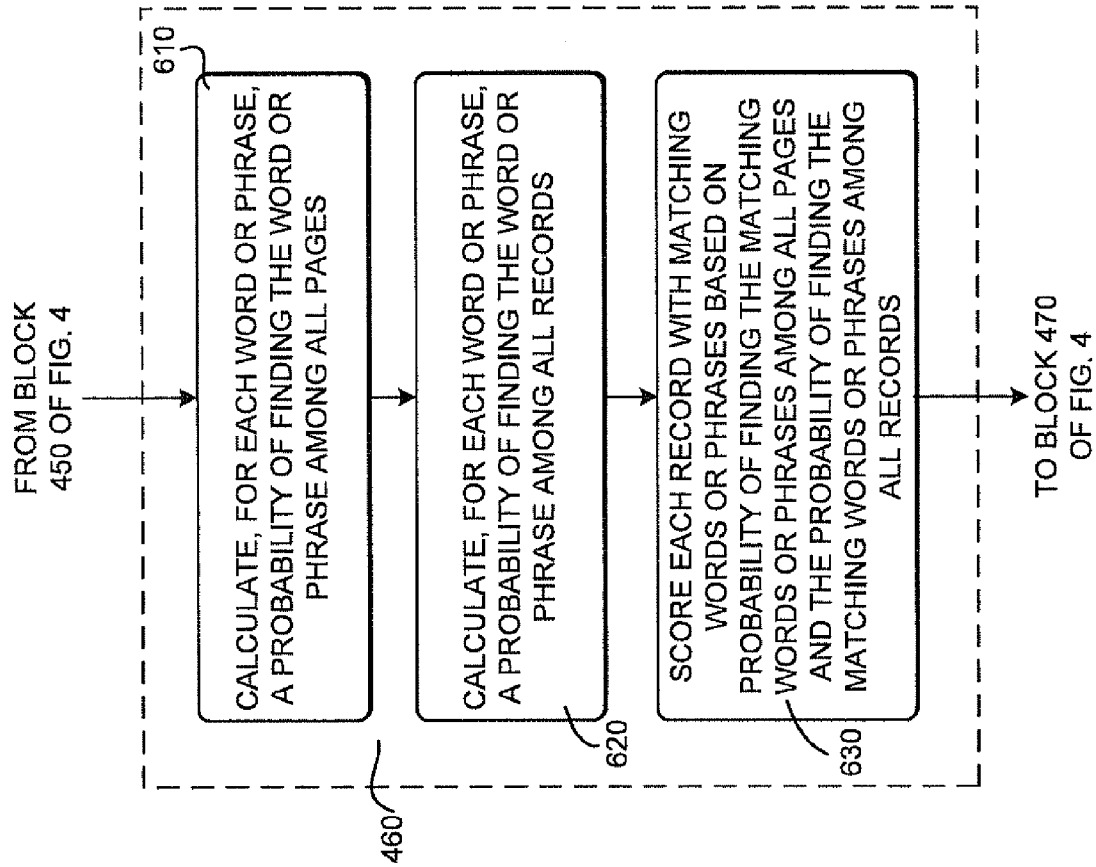 FROM BLOCK
450 OF FIG. 4
610
CALCULATE, FOR EACH WORD OR PHRASE,
A PROBABILITY OF FINDING THE WORD OR
PHRASE AMONG ALL PAGES
460
CALCULATE, FOR EACH WORD OR PHRASE,
A PROBABILITY OF FINDING THE WORD OR
PHRASE AMONG ALL RECORDS
620
SCORE EACH RECORD WITH MATCHING
WORDS OR PHRASES BASED ON
PROBABILITY OF FINDING THE MATCHING
WORDS OR PHRASES AMONG ALL PAGES
AND THE PROBABILITY OF FINDING THE
MATCHING WORDS OR PHRASES AMONG
ALL RECORDS
630
TO BLOCK 470
OF FIG. 4